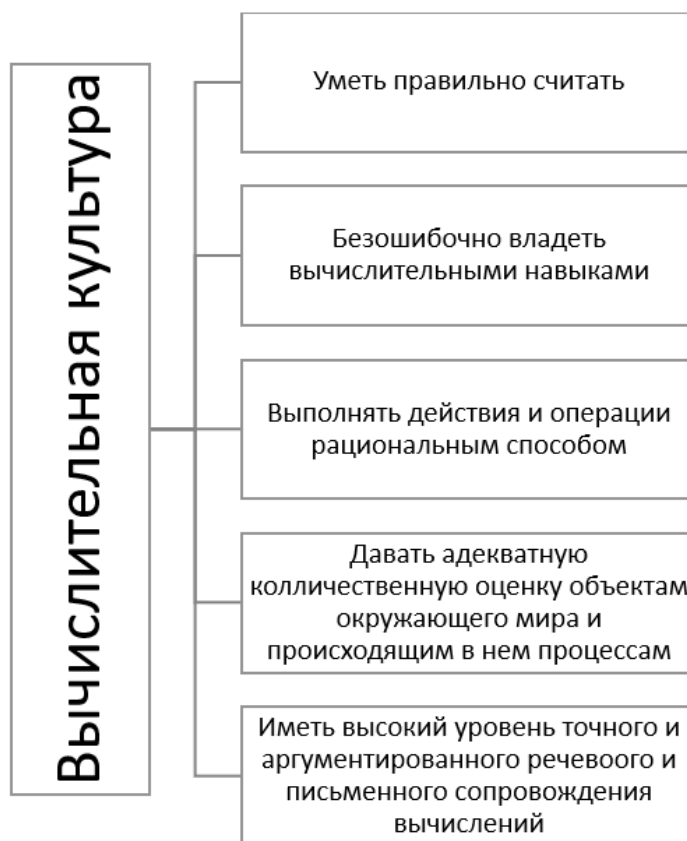 Вычислительная культура
Уметь правильно считать
Безошибочно владеть
вычислительными навыками
Выполнять действия и операции
рациональным способом
Давать адекватную
колличественную оценку объектам
окружающего мира и
происходящим в нем процессам
Иметь высокий уровень точного и
аргументированного речевоого и
письменного сопровождения
вычислений